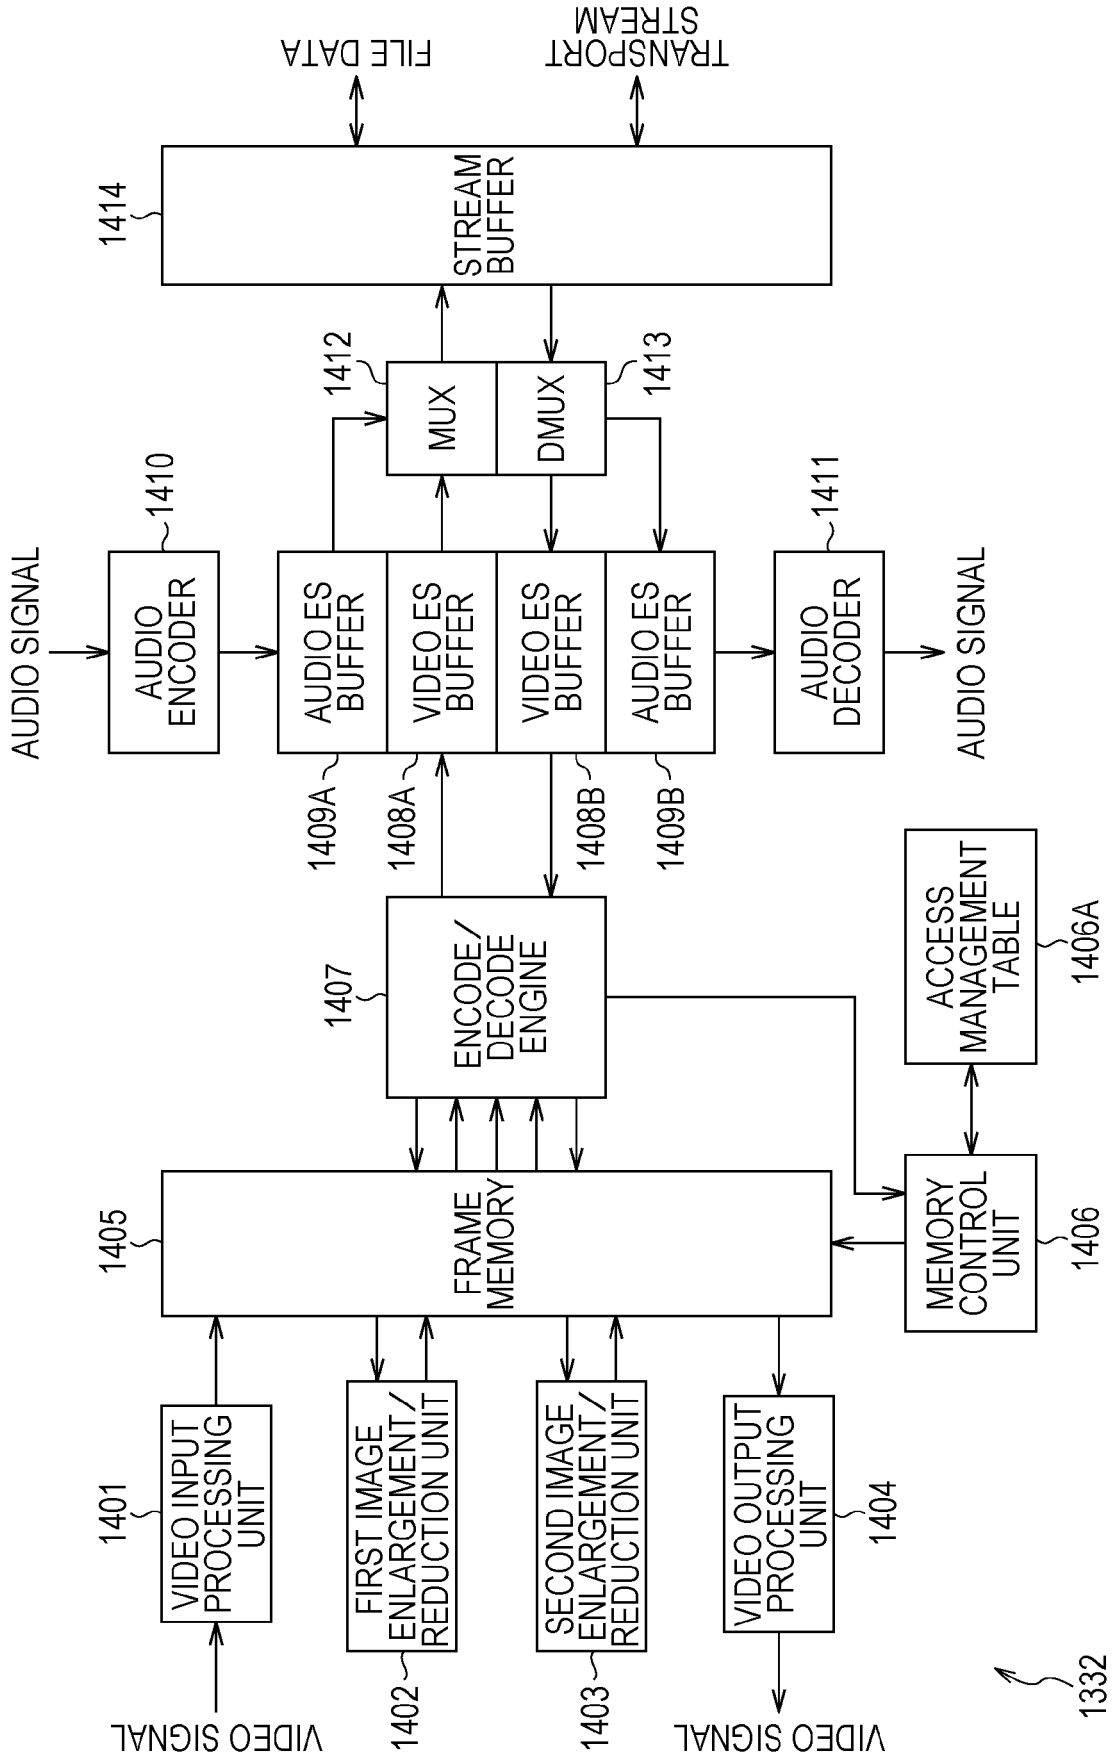 VIDEO SIGNAL
1401
VIDEO INPUT
PROCESSING
UNIT
1402
FIRST IMAGE
ENLARGEMENT/
REDUCTION UNIT
1403
SECOND IMAGE
ENLARGEMENT/
REDUCTION UNIT
VIDEO SIGNAL
VIDEO OUTPUT
PROCESSING
UNIT
1404
1405
FRAME
MEMORY
MEMORY
CONTROL
UNIT
1406
ACCESS
MANAGEMENT
TABLE
1406A
1407
ENCODE/
DECODE
ENGINE
AUDIO SIGNAL
AUDIO
ENCODER
1410
1409A
AUDIO ES
BUFFER
1408A
VIDEO ES
BUFFER
1408B
VIDEO ES
BUFFER
1409B
AUDIO ES
BUFFER
AUDIO
DECODER
1411
AUDIO SIGNAL
1412
MUX
DMUX
1413
1414
STREAM
BUFFER
FILE DATA
TRANSPORT
STREAM
1332